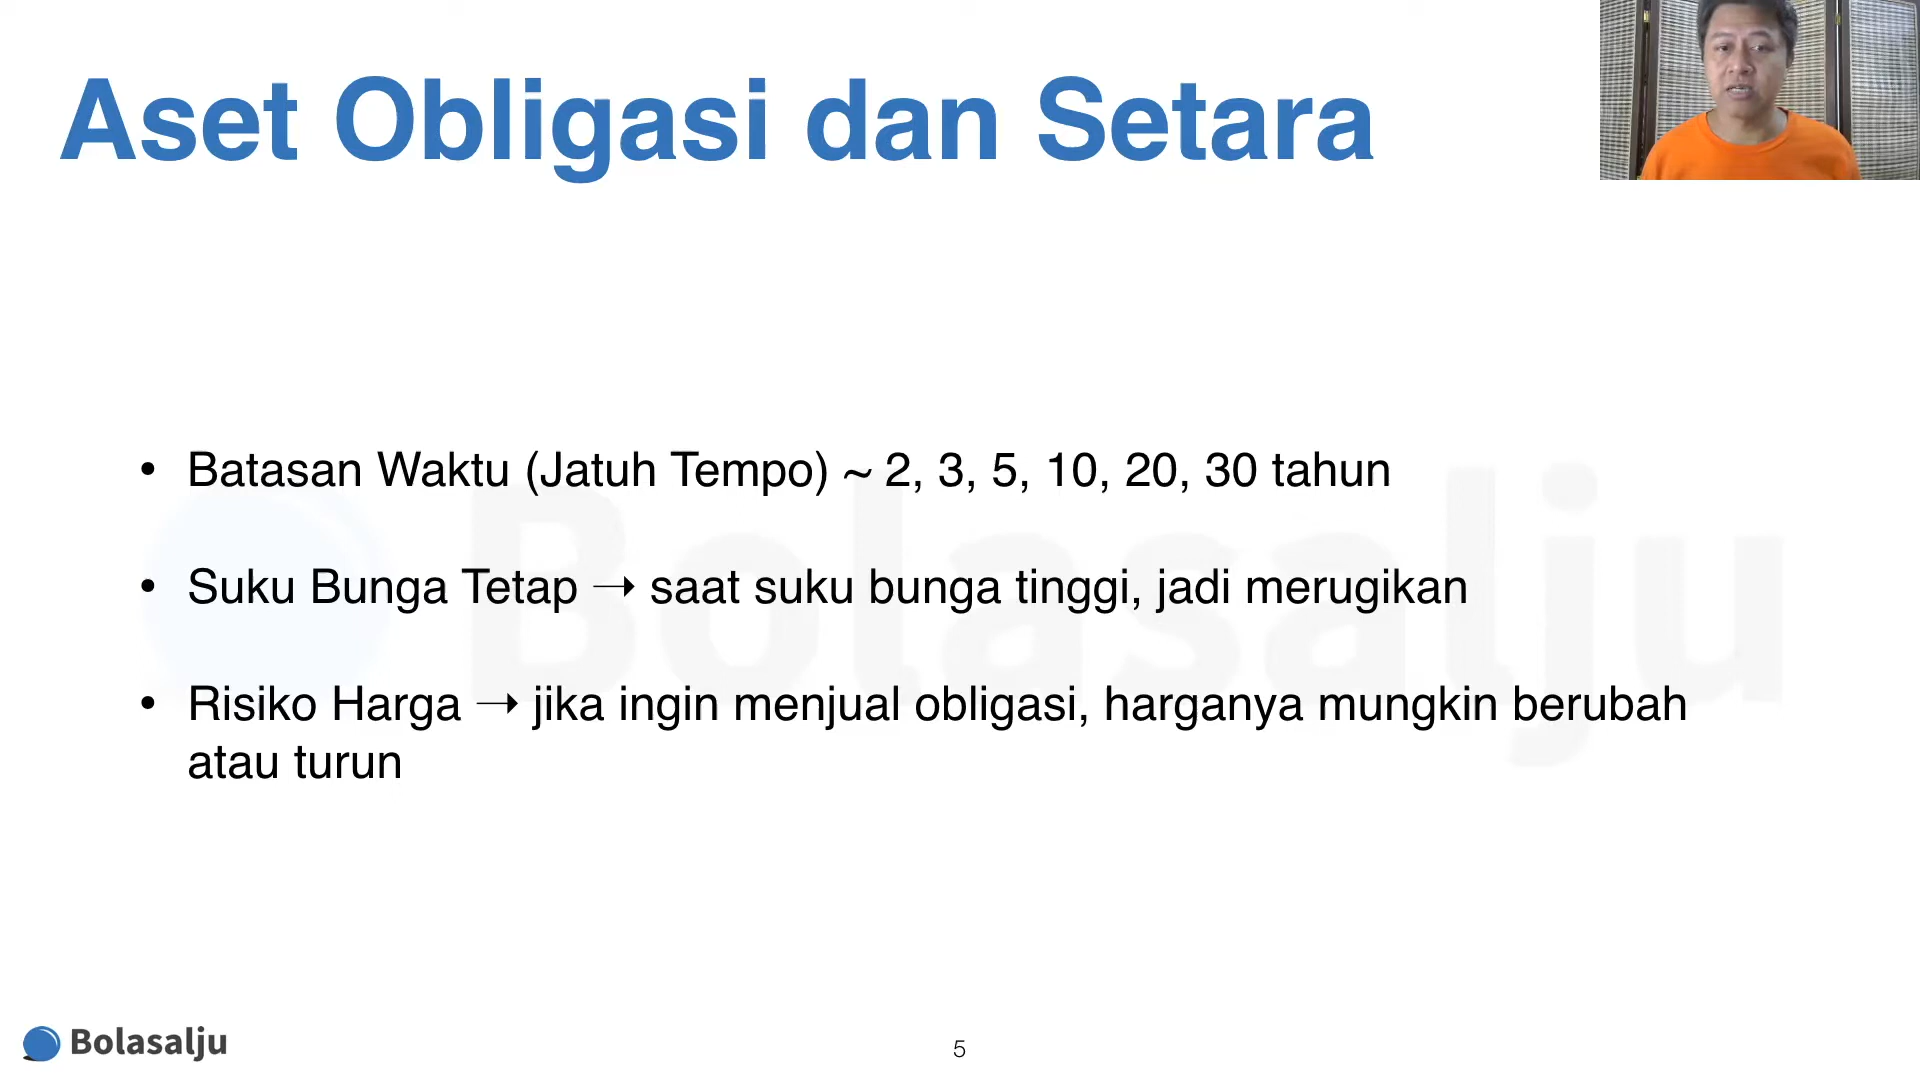 Aset Obligasi dan Setara
• Batasan Waktu (Jatuh Tempo) ~ 2, 3, 5, 10, 20, 30 tahun
• Suku Bunga Tetap → saat suku bunga tinggi, jadi merugikan
• Risiko Harga → jika ingin menjual obligasi, harganya mungkin berubah
atau turun
Bolasalju
Bolasalju
5